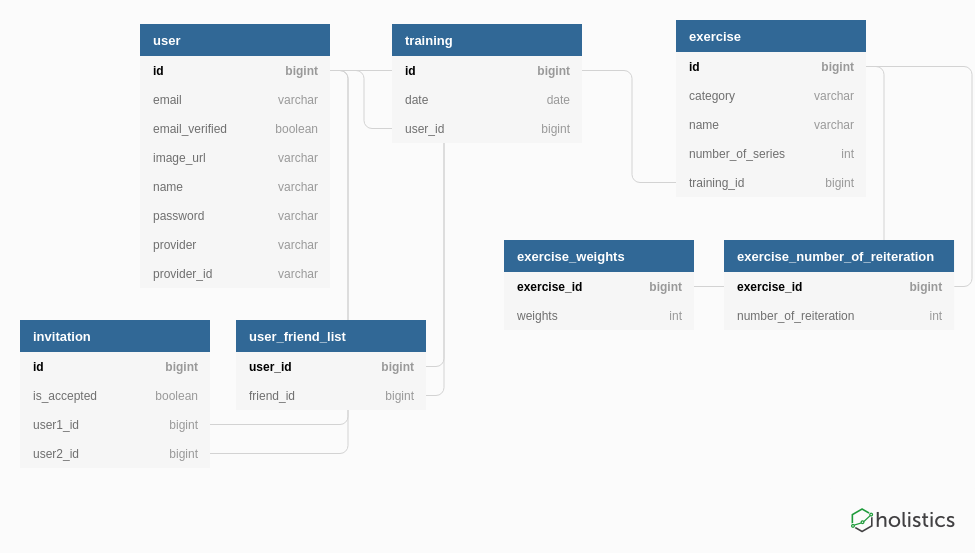 user
id bigint
email varchar
email_verified boolean
image_url varchar
name varchar
password varchar
provider varchar
provider_id varchar
training
id bigint
date date
user_id bigint
exercise
id bigint
category varchar
name varchar
number_of_series int
training_id bigint
exercise_weights
exercise_id bigint
weights int
exercise_number_of_reiteration
exercise_id bigint
number_of_reiteration int
invitation
id bigint
is_accepted boolean
user1_id bigint
user2_id bigint
user_friend_list
user_id bigint
friend_id bigint
holistics